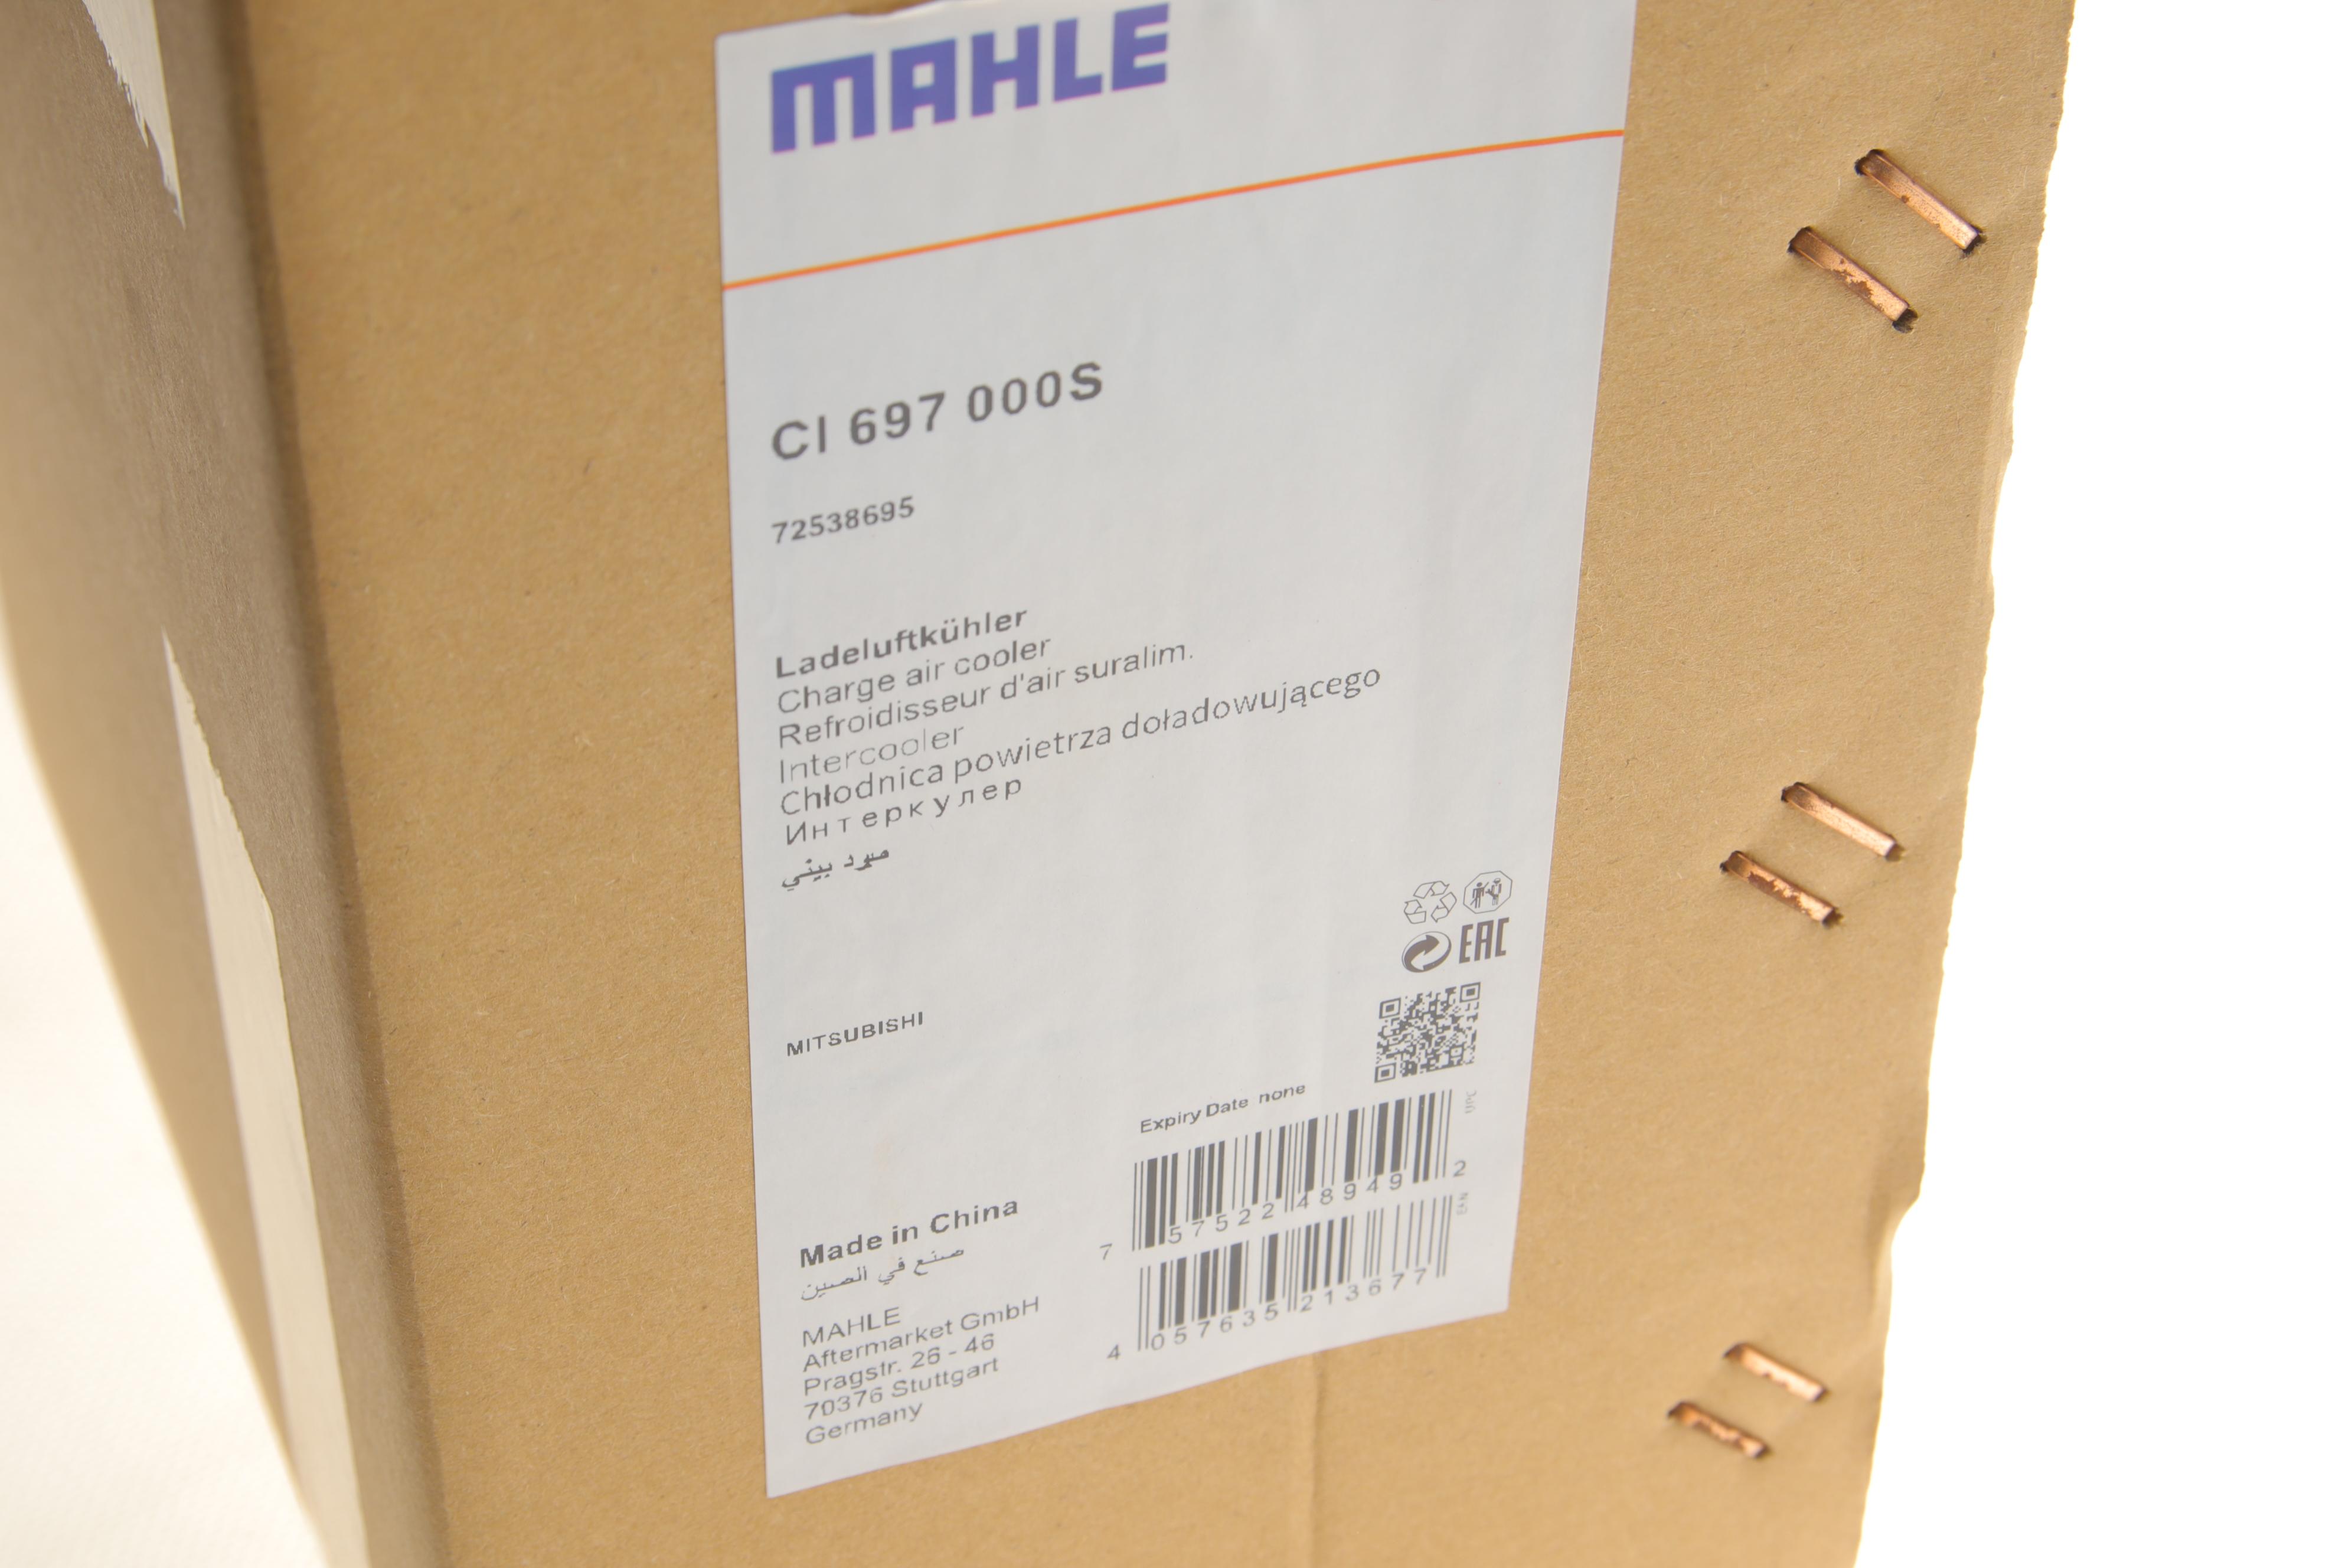 MAHLE
CI 697 000S
72538695
Ladeluftkühler
Charge air cooler
Refroidisseur d'air suralim.
Intercooler
Chłodnica powietrza doładowującego
Интеркулер
مبرد بيني
EAC
MITSUBISHI
Expiry Date none
UPC
7 57522 48949 2
EAN
4 057635 213677
Made in China
صنع في الصين
MAHLE
Aftermarket GmbH
Pragstr. 26 - 46
70376 Stuttgart
Germany